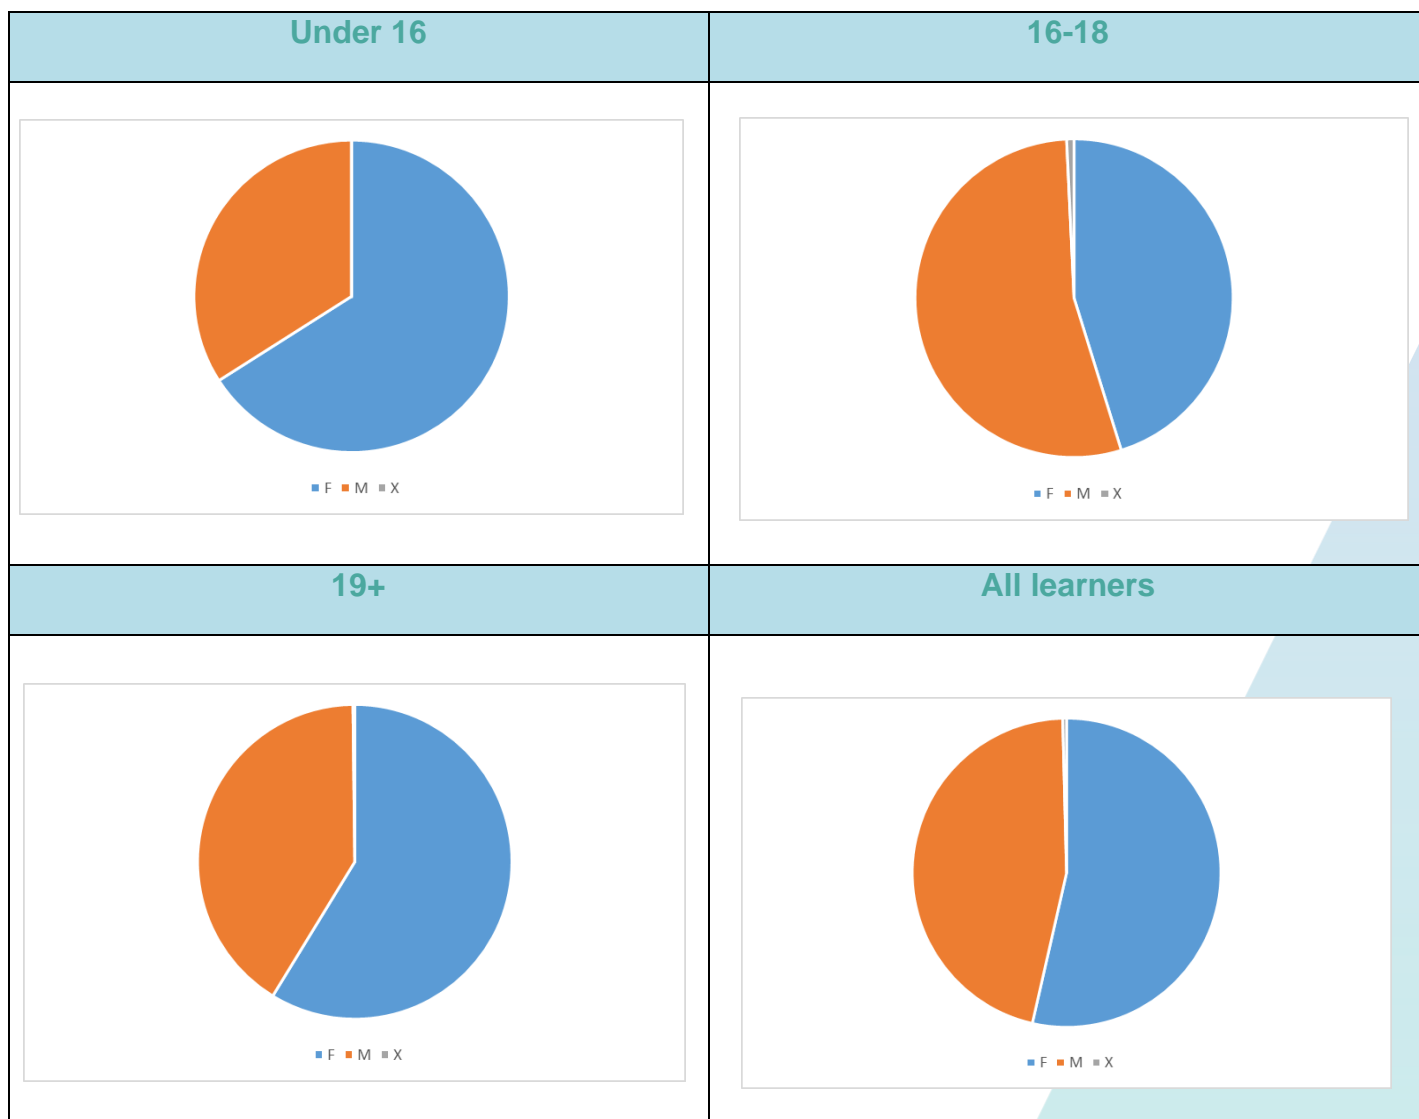 Under 16
16-18
F M X
F M X
19+
All learners
F M X
F M X